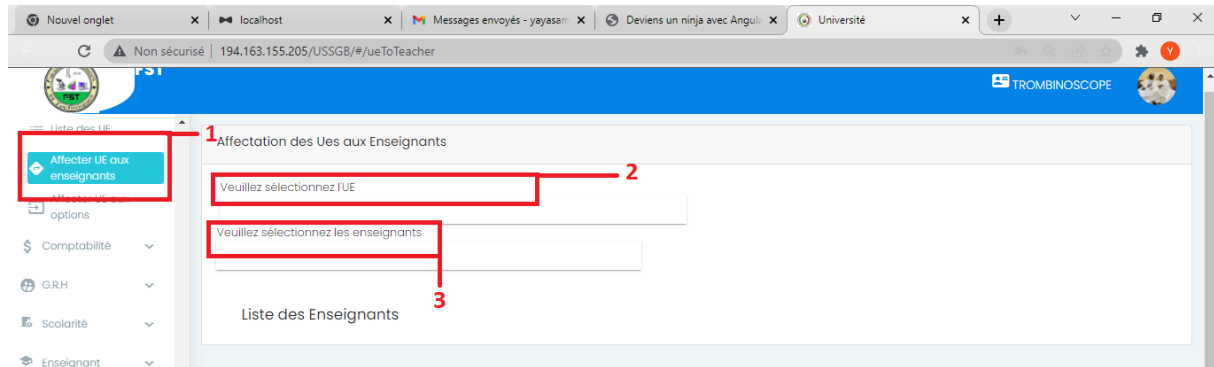 Nouvel onglet
localhost
Messages envoyés - yayasam
Deviens un ninja avec Angula
Université
Non sécurisé
194.163.155.205/USSGB/#/ueToTeacher
Y
FST
FST
TROMBINOSCOPE
Liste des UE
Affecter UE aux
enseignants
Affecter UE aux
options
$ Comptabilité
G.R.H
Scolarité
Enseignant
1
Affectation des Ues aux Enseignants
2
Veuillez sélectionnez l'UE
Veuillez sélectionnez les enseignants
3
Liste des Enseignants